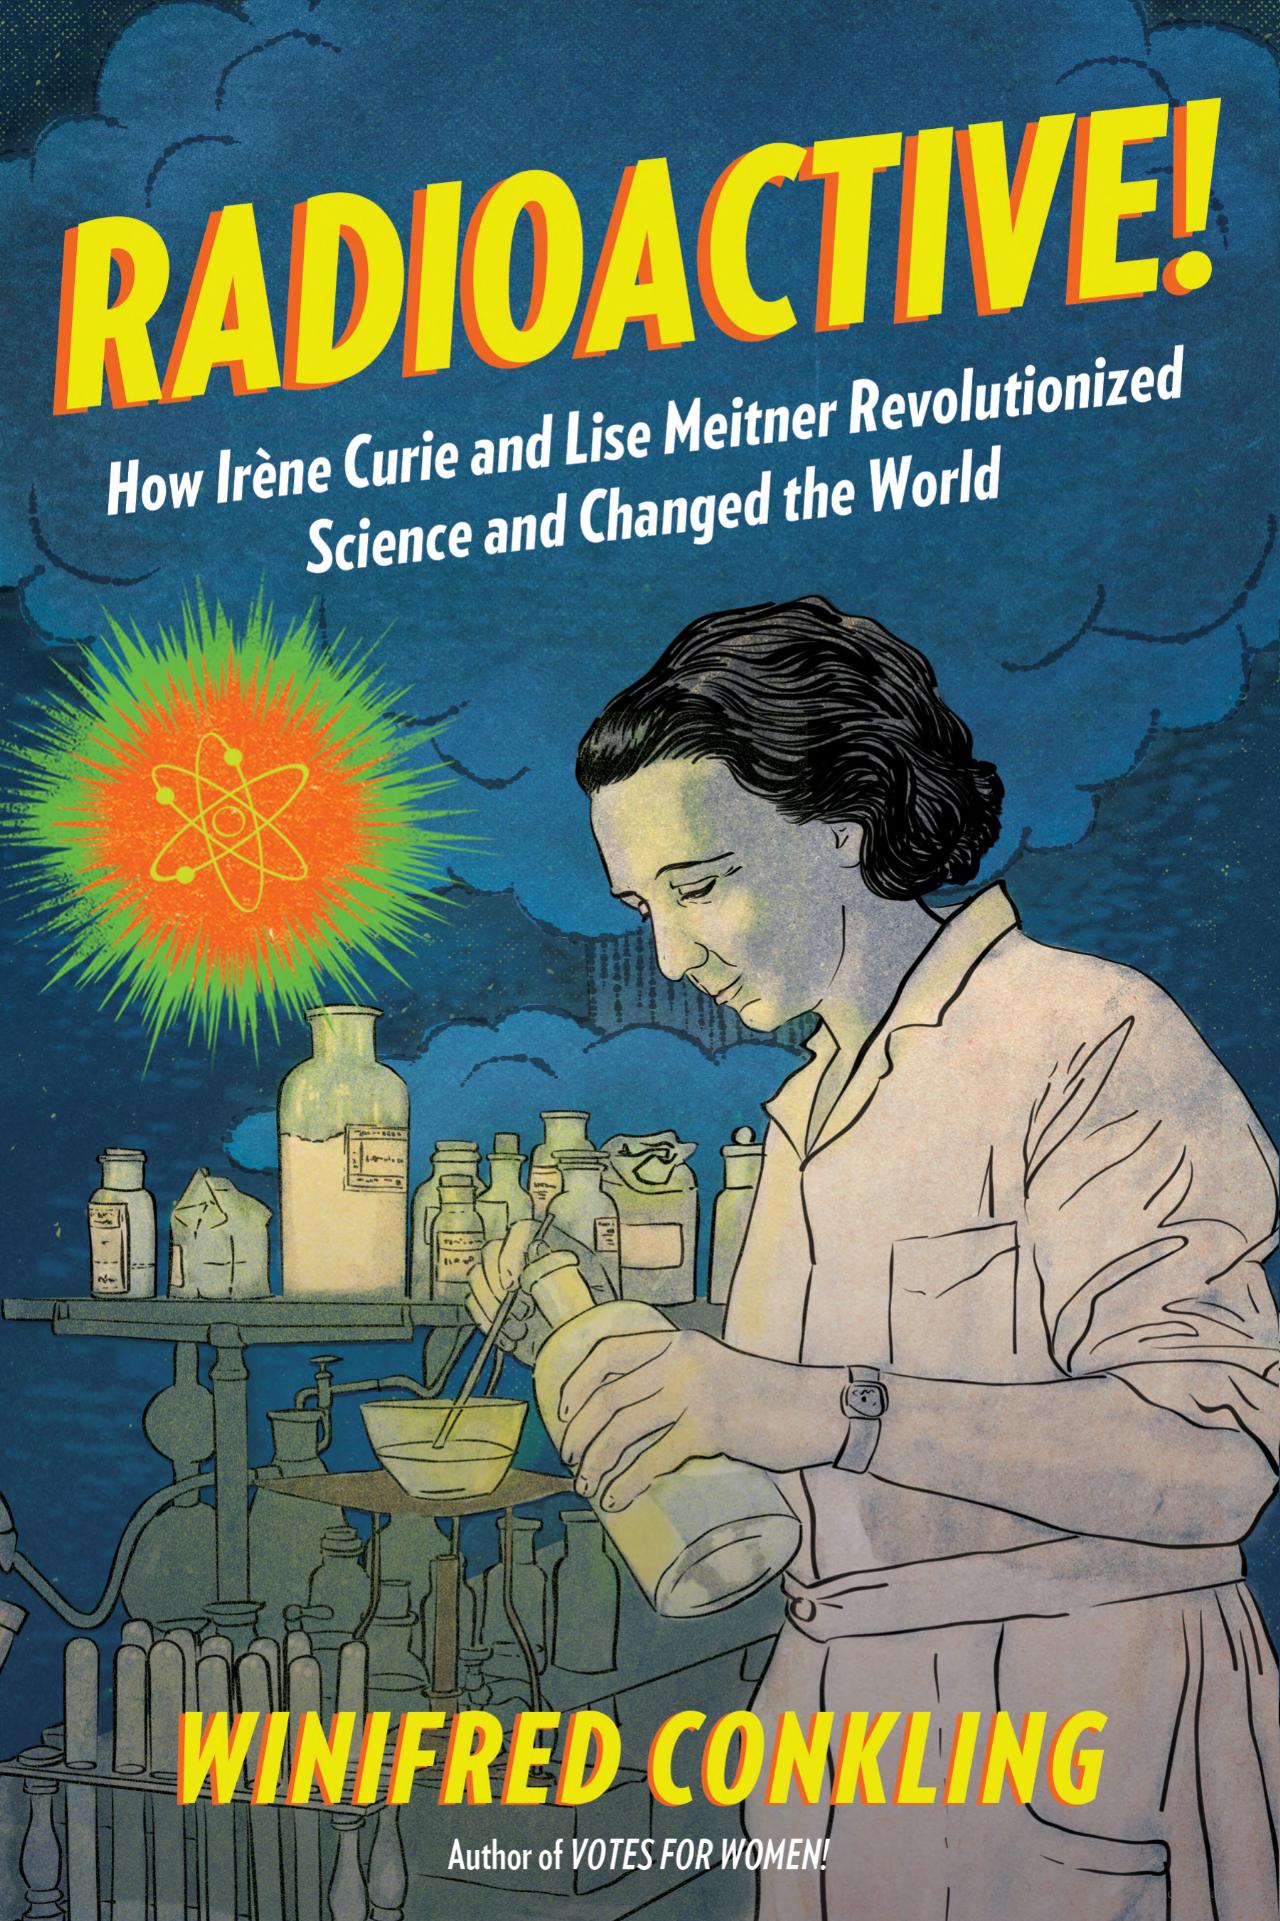 RADIOACTIVE!
How Irène Curie and Lise Meitner Revolutionized
Science and Changed the World
WINIFRED CONKLING
Author of VOTES FOR WOMEN!